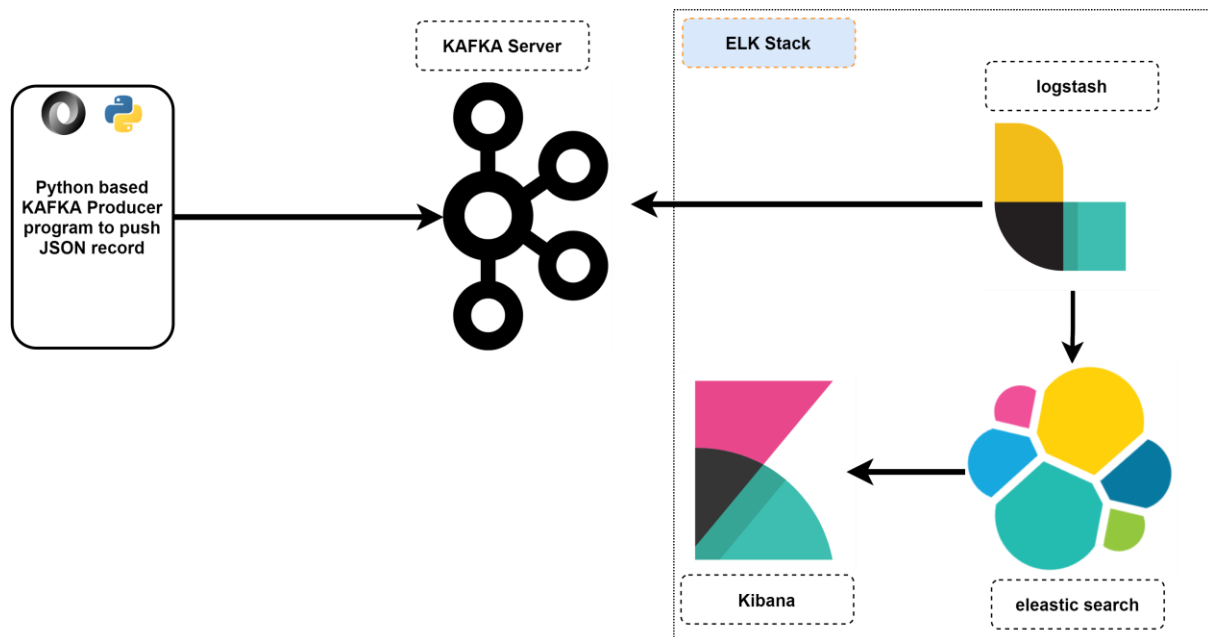 KAFKA Server
ELK Stack
logstash
Python based
KAFKA Producer
program to push
JSON record
Kibana
eleastic search